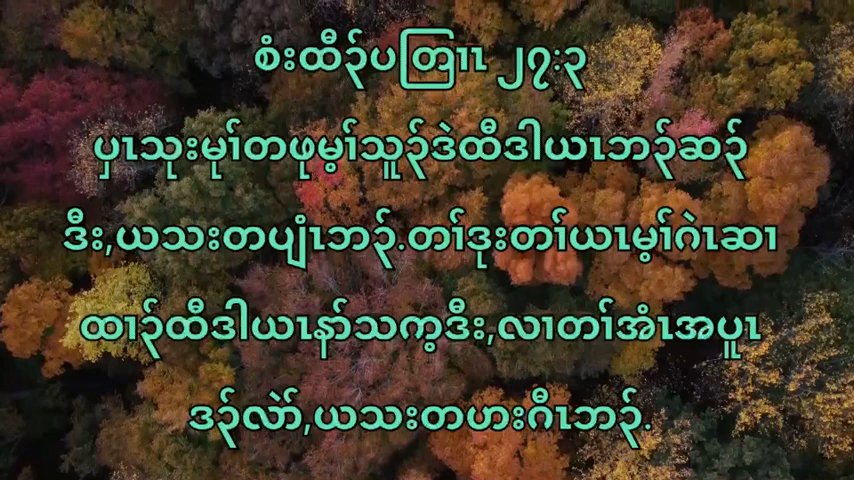 စံးထီၣ်ပတြၢၤ ၂၇:၃
ပှၤသုးမုၢ်တဖုမ့ၢ်သူၣ်ဒဲထီဒါယၤဘၣ်ဆၣ်
ဒီး,ယသးတပျံၤဘၣ်.တၢ်ဒုးတၢ်ယၤမ့ၢ်ဂဲၤဆၢ
ထၢၣ်ထီဒါယၤနာ်သက့ဒီး,လၢတၢ်အံၤအပူၤ
ဒၣ်လဲာ်,ယသးတဟးဂီၤဘၣ်.